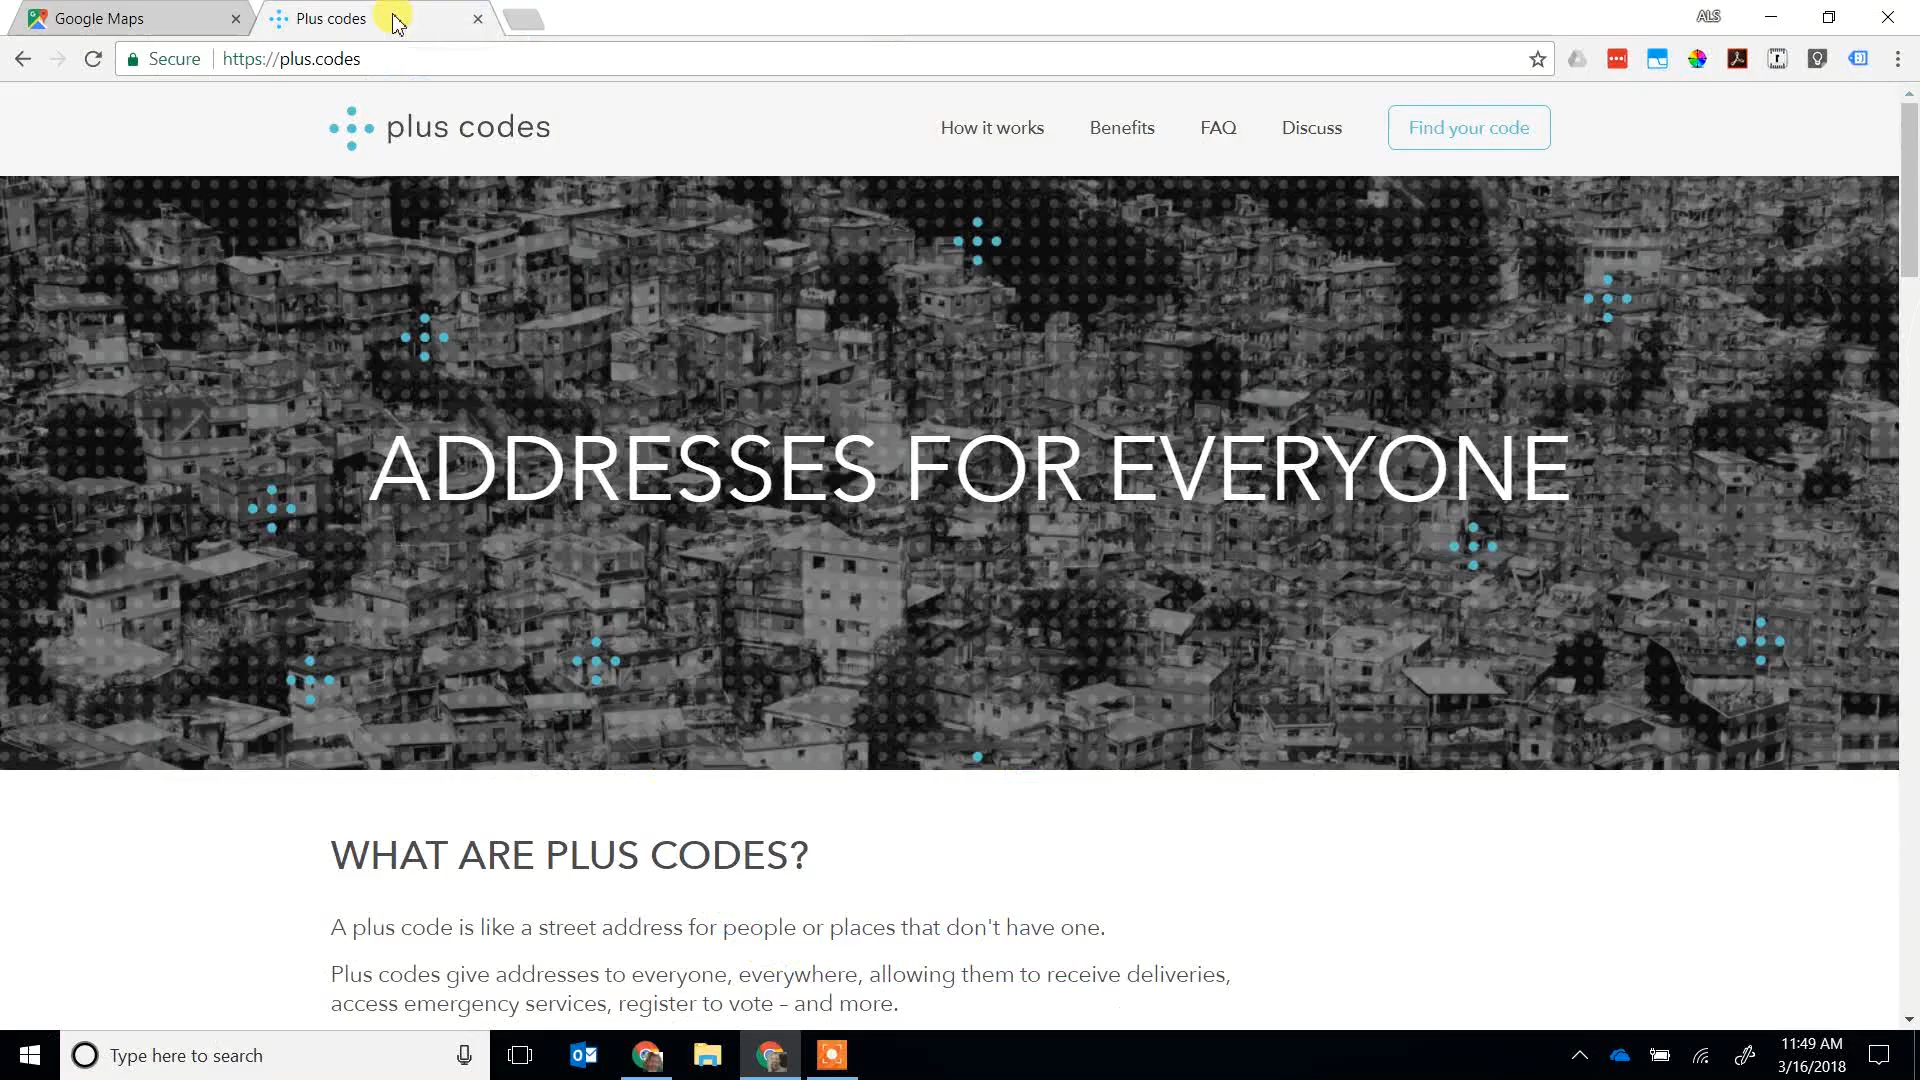 Google Maps
Plus codes
ALS
Secure
https://plus.codes
plus codes
How it works
Benefits
FAQ
Discuss
Find your code
ADDRESSES FOR EVERYONE
WHAT ARE PLUS CODES?
A plus code is like a street address for people or places that don't have one.
Plus codes give addresses to everyone, everywhere, allowing them to receive deliveries,
access emergency services, register to vote – and more.
Type here to search
11:49 AM
3/16/2018